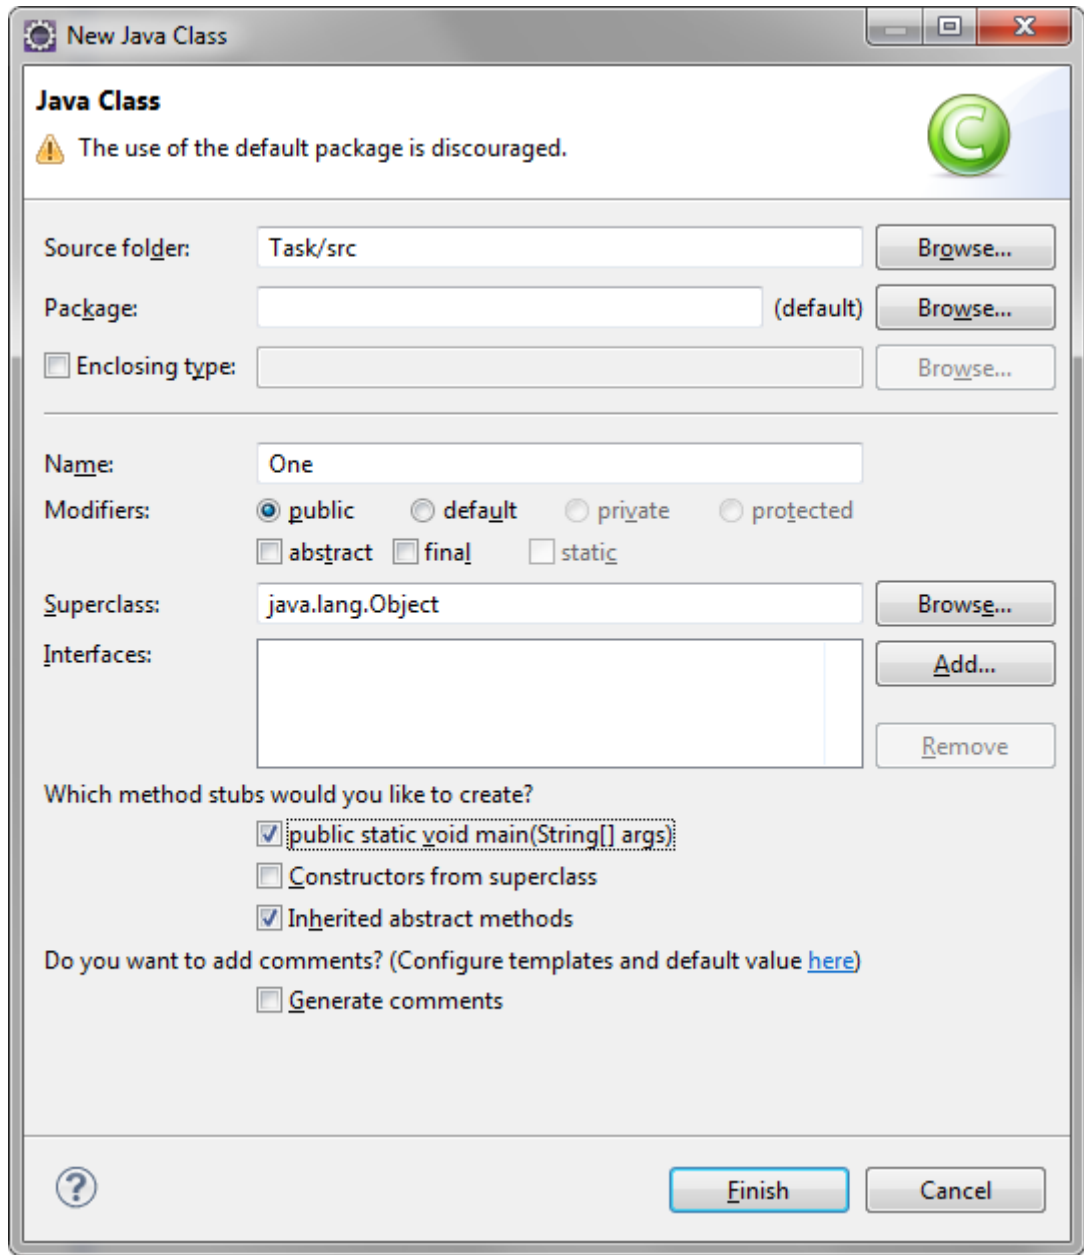 New Java Class
Java Class
The use of the default package is discouraged.
Source folder: Task/src Browse...
Package: (default) Browse...
Enclosing type: Browse...
Name: One
Modifiers: public default private protected
abstract final static
Superclass: java.lang.Object Browse...
Interfaces: Add...
Remove
Which method stubs would you like to create?
public static void main(String[] args)
Constructors from superclass
Inherited abstract methods
Do you want to add comments? (Configure templates and default value here)
Generate comments
? Finish Cancel